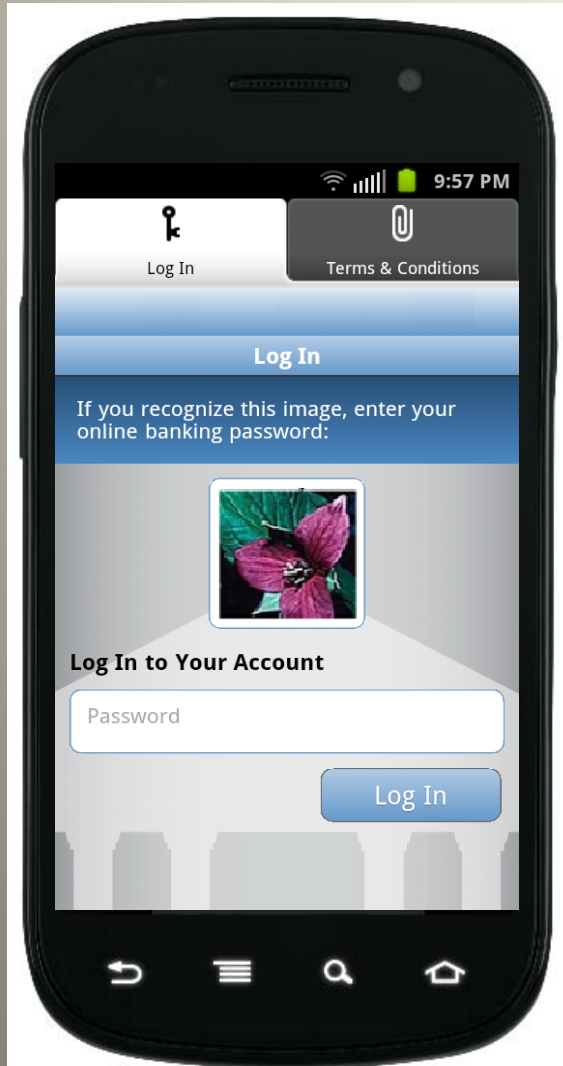 9:57 PM
Log In
Terms & Conditions
Log In
If you recognize this image, enter your
online banking password:
Log In to Your Account
Password
Log In